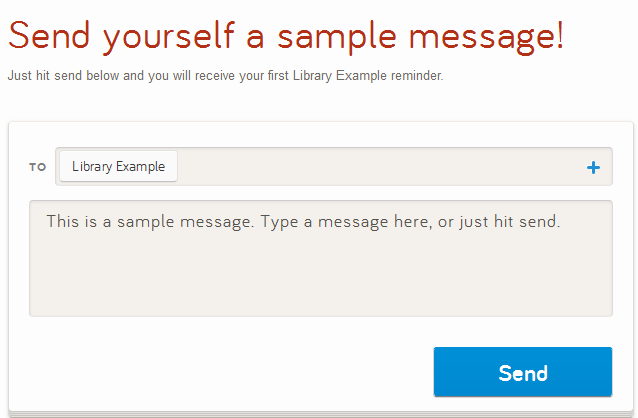 Send yourself a sample message!
Just hit send below and you will receive your first Library Example reminder.
TO Library Example +
This is a sample message. Type a message here, or just hit send.
Send